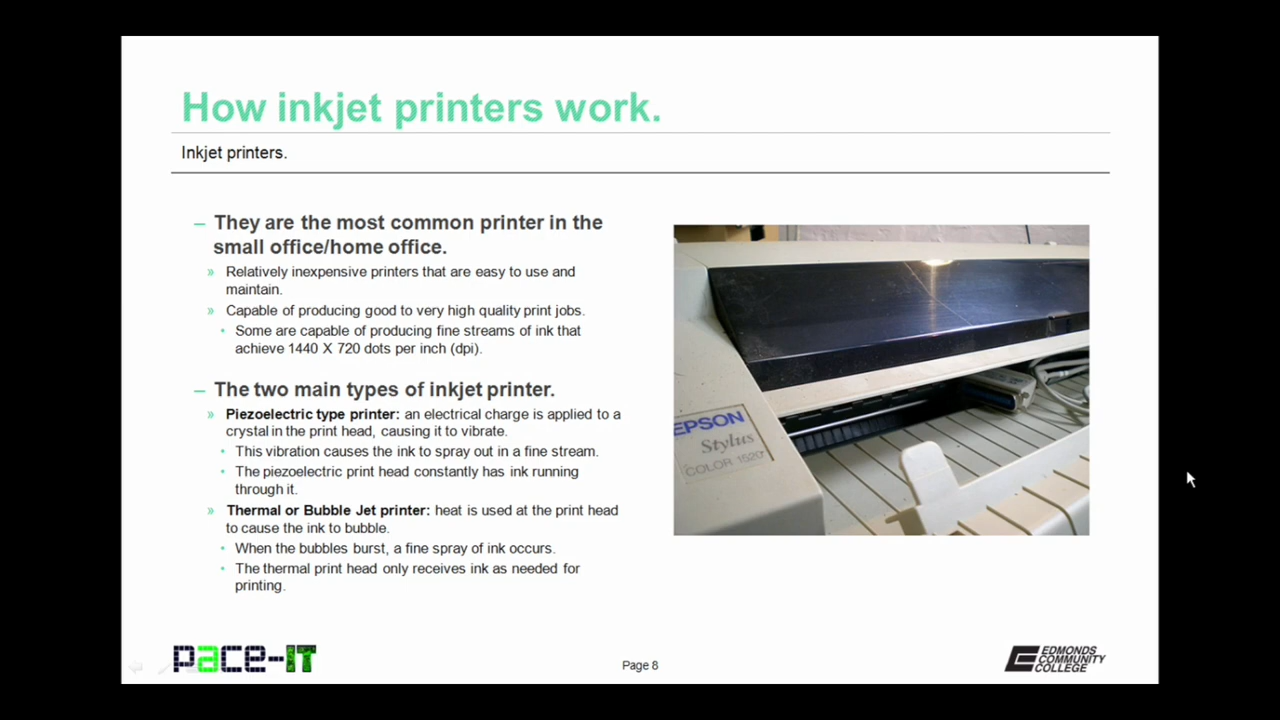 How inkjet printers work.
Inkjet printers.
– They are the most common printer in the
small office/home office.
» Relatively inexpensive printers that are easy to use and
maintain.
» Capable of producing good to very high quality print jobs.
• Some are capable of producing fine streams of ink that
achieve 1440 X 720 dots per inch (dpi).
– The two main types of inkjet printer.
» Piezoelectric type printer: an electrical charge is applied to a
crystal in the print head, causing it to vibrate.
• This vibration causes the ink to spray out in a fine stream.
• The piezoelectric print head constantly has ink running
through it.
» Thermal or Bubble Jet printer: heat is used at the print head
to cause the ink to bubble.
• When the bubbles burst, a fine spray of ink occurs.
• The thermal print head only receives ink as needed for
printing.
EPSON
Stylus
COLOR 1520
pace-IT
Page 8
EDMONDS
COMMUNITY
COLLEGE